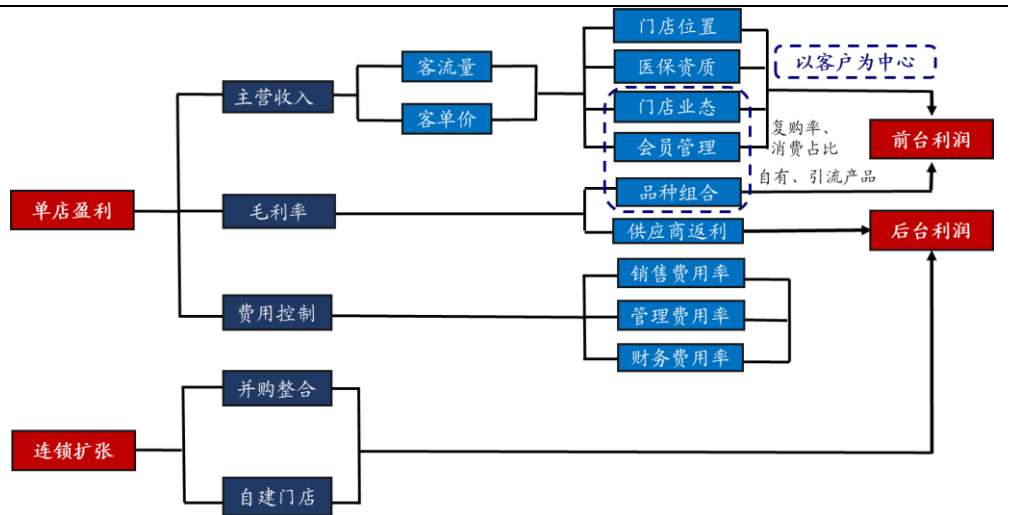 门店位置
客流量
医保资质
以客户为中心
主营收入
门店业态
客单价
复购率、
消费占比
前台利润
会员管理
自有、引流产品
品种组合
单店盈利
毛利率
供应商返利
后台利润
销售费用率
费用控制
管理费用率
财务费用率
并购整合
连锁扩张
自建门店